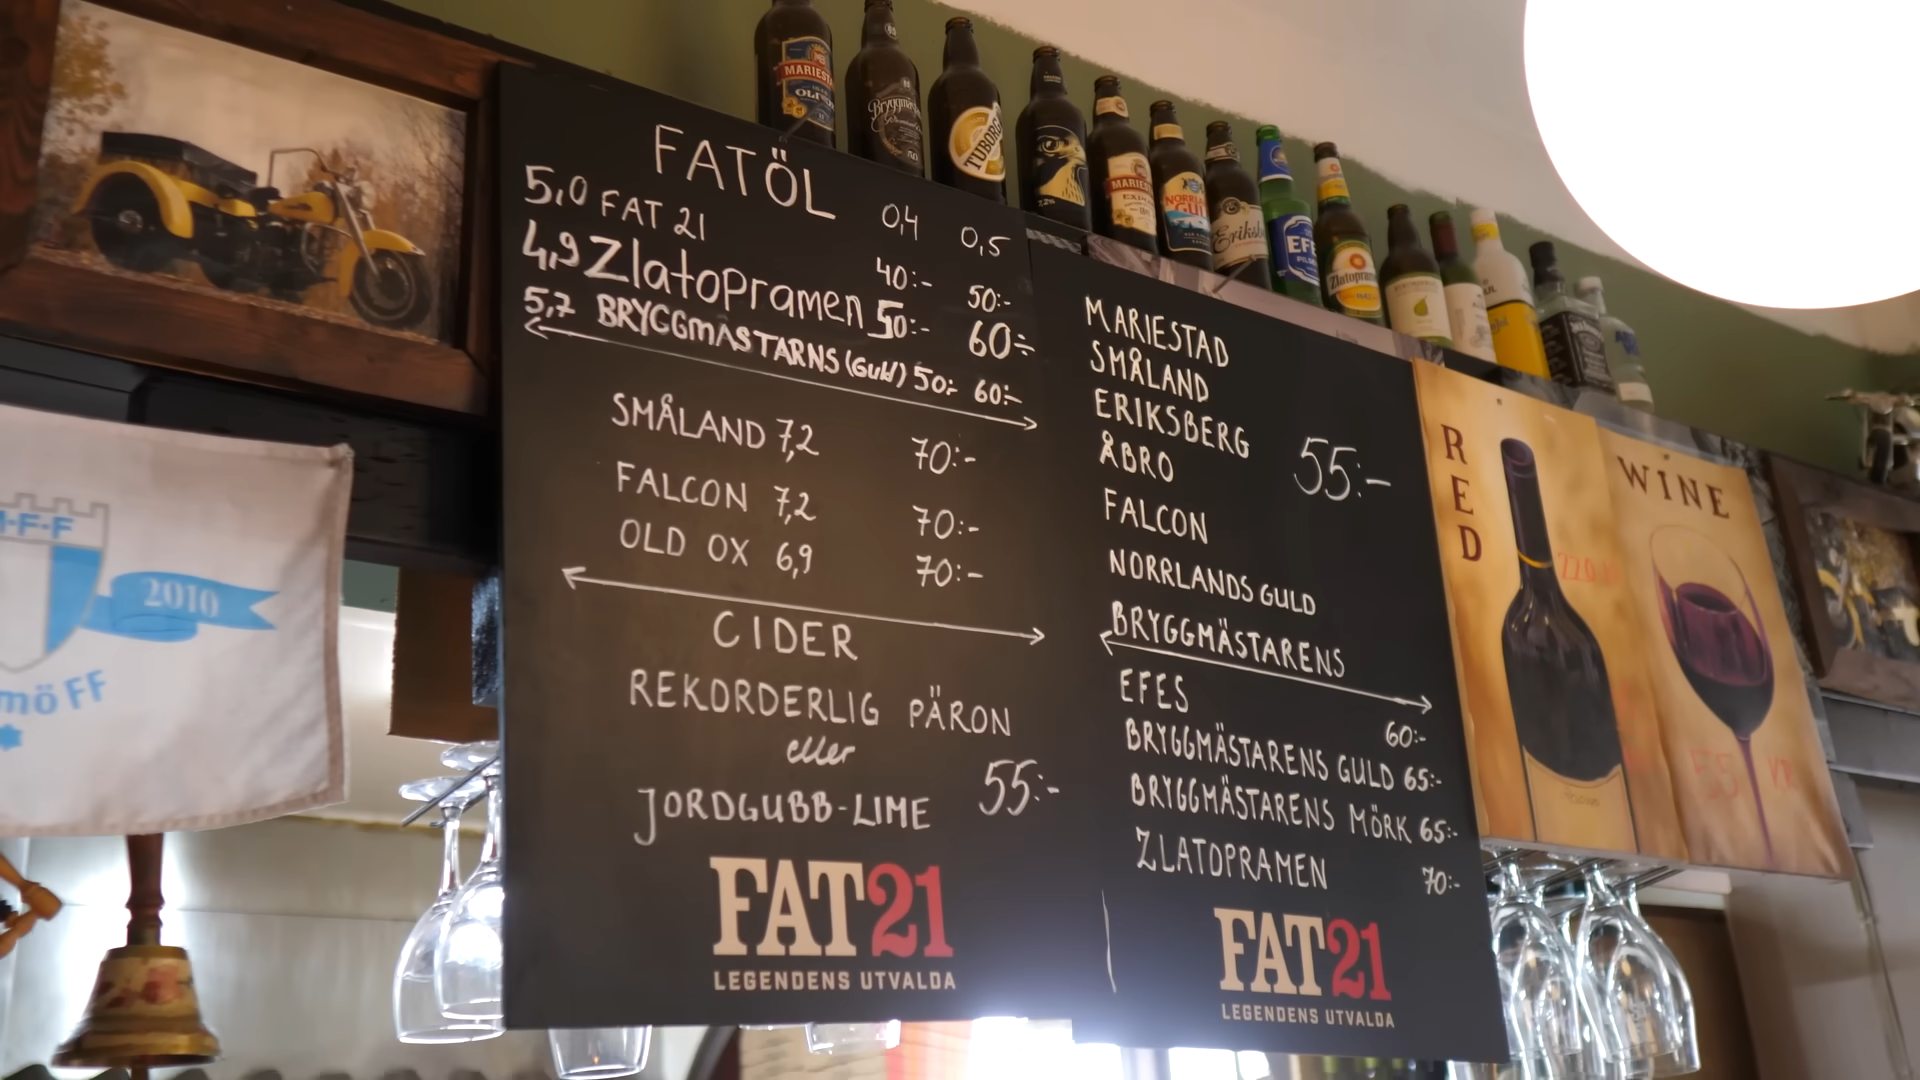 FATÖL
0,4 0,5
5,0 FAT 21 40:- 50:-
4,9 Zlatopramen 50:- 60:-
5,7 BRYGGMÄSTARNS (Guld) 50:- 60:-
SMÅLAND 7,2 70:-
FALCON 7,2 70:-
OLD OX 6,9 70:-
CIDER
REKORDERLIG PÄRON
eller
JORDGUBB-LIME 55:-
FAT21
LEGENDENS UTVALDA
MARIESTAD
SMÅLAND
ERIKSBERG
ÅBRO 55:-
FALCON
NORRLANDS GULD
BRYGGMÄSTARENS
EFES 60:-
BRYGGMÄSTARENS GULD 65:-
BRYGGMÄSTARENS MÖRK 65:-
ZLATOPRAMEN 70:-
FAT21
LEGENDENS UTVALDA
RED
WINE
55
TUBORG
EFES
Zlatopramen
2010